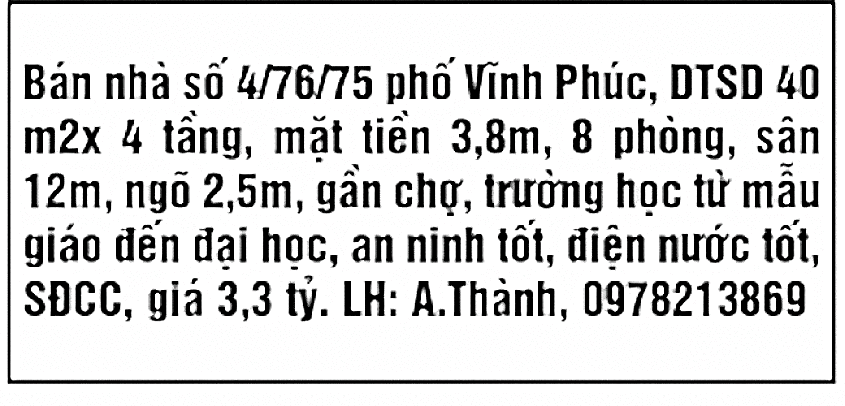 Bán nhà số 4/76/75 phố Vĩnh Phúc, DTSD 40
m2x 4 tầng, mặt tiền 3,8m, 8 phòng, sân
12m, ngõ 2,5m, gần chợ, trường học từ mẫu
giáo đến đại học, an ninh tốt, điện nước tốt,
SĐCC, giá 3,3 tỷ. LH: A.Thành, 0978213869